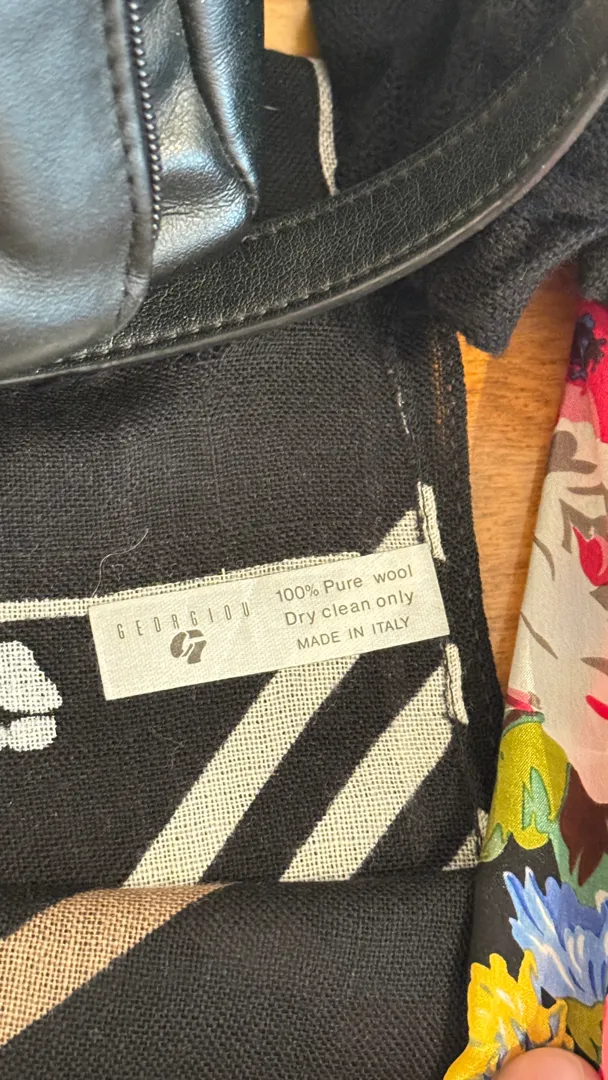 GEORGIOU
100% Pure wool
Dry clean only
MADE IN ITALY